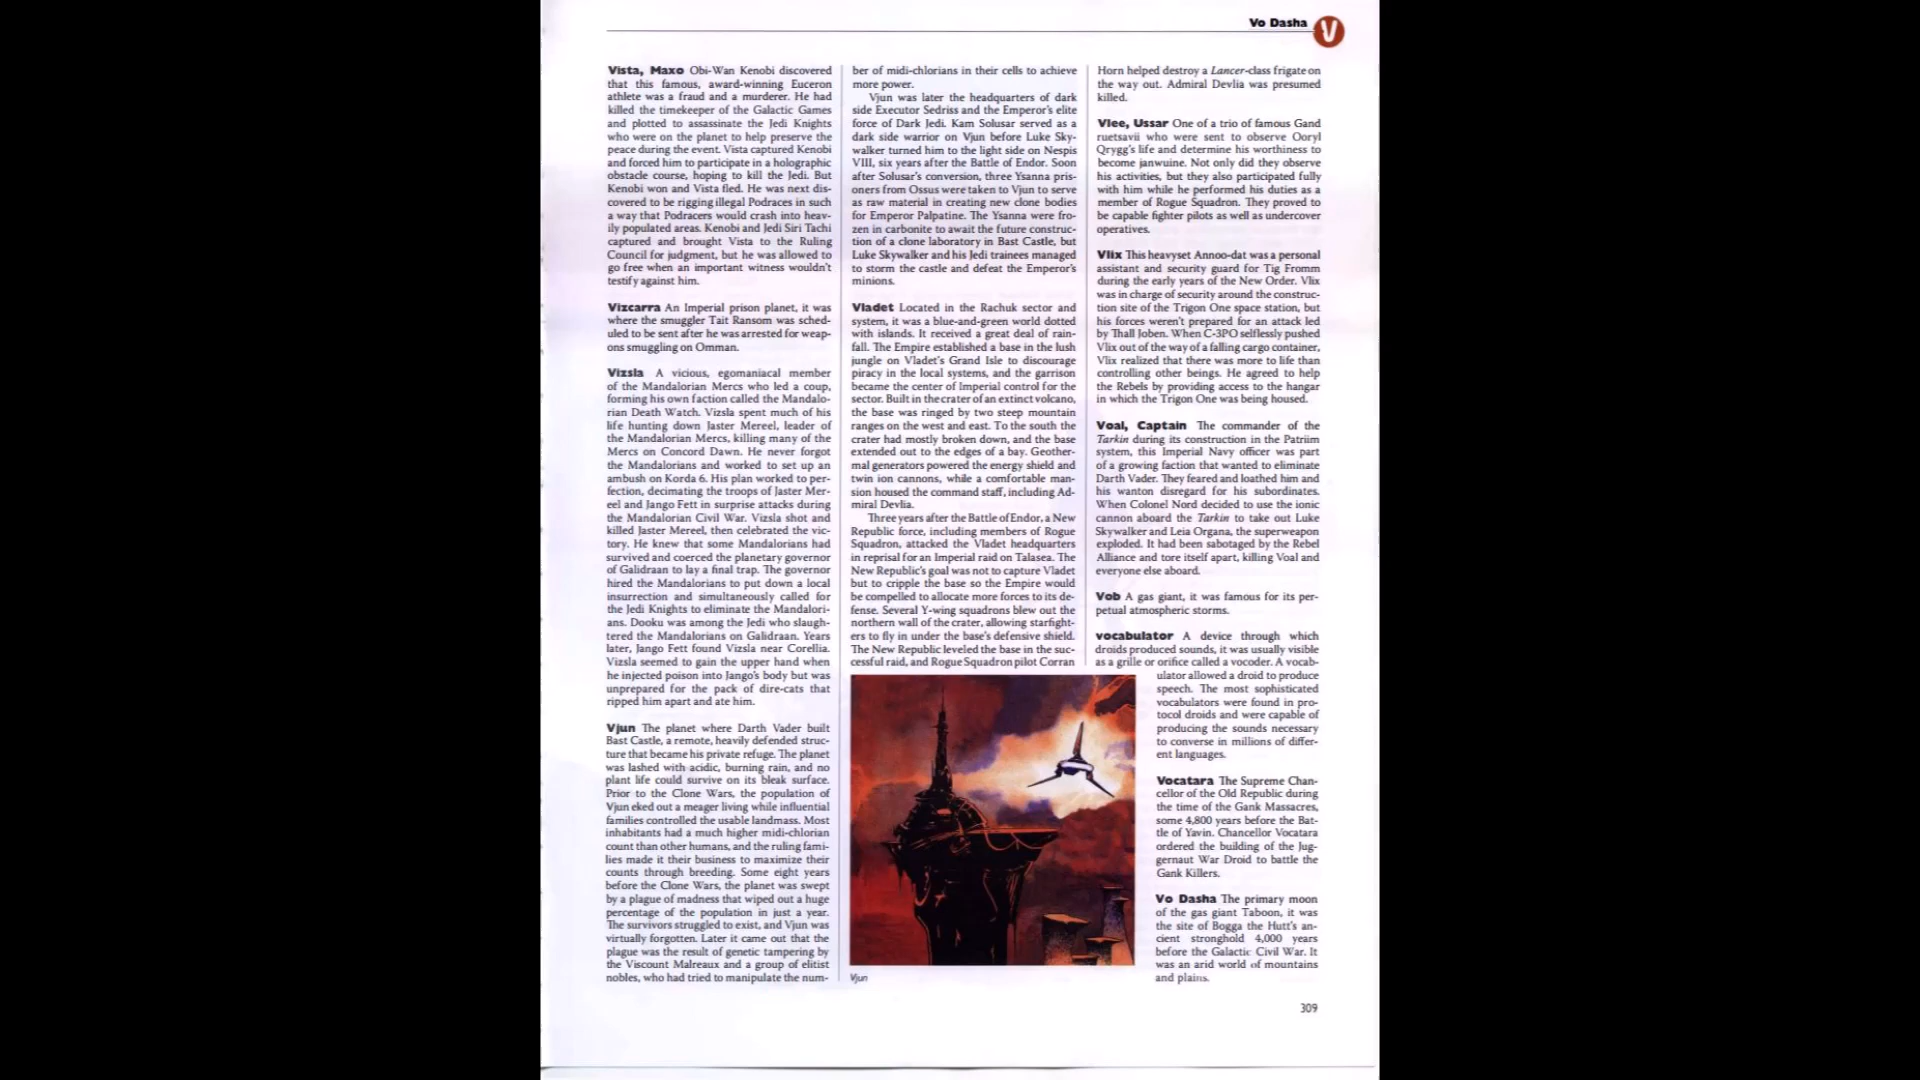 Vo Dasha
V
Vista, Maxo Obi-Wan Kenobi discovered
that this famous, award-winning Euceron
athlete was a fraud and a murderer. He had
killed the timekeeper of the Galactic Games
and plotted to assassinate the Jedi Knights
who were on the planet to help preserve the
peace during the event. Vista captured Kenobi
and forced him to participate in a holographic
obstacle course, hoping to kill the Jedi. But
Kenobi won and Vista fled. He was next dis-
covered to be rigging illegal Podraces in such
a way that Podracers would crash into heav-
ily populated areas. Kenobi and Jedi Siri Tachi
captured and brought Vista to the Ruling
Council for judgment, but he was allowed to
go free when an important witness wouldn't
testify against him.
Vizcarra An Imperial prison planet, it was
where the smuggler Tait Ransom was sched-
uled to be sent after he was arrested for weap-
ons smuggling on Omman.
Vizsla A vicious, egomaniacal member
of the Mandalorian Mercs who led a coup,
forming his own faction called the Mandalo-
rian Death Watch. Vizsla spent much of his
life hunting down Jaster Mereel, leader of
the Mandalorian Mercs, killing many of the
Mercs on Concord Dawn. He never forgot
the Mandalorians and worked to set up an
ambush on Korda 6. His plan worked to per-
fection, decimating the troops of Jaster Mer-
eel and Jango Fett in surprise attacks during
the Mandalorian Civil War. Vizsla shot and
killed Jaster Mereel, then celebrated the vic-
tory. He knew that some Mandalorians had
survived and coerced the planetary governor
of Galidraan to lay a final trap. The governor
hired the Mandalorians to put down a local
insurrection and simultaneously called for
the Jedi Knights to eliminate the Mandalori-
ans. Dooku was among the Jedi who slaugh-
tered the Mandalorians on Galidraan. Years
later, Jango Fett found Vizsla near Corellia.
Vizsla seemed to gain the upper hand when
he injected poison into Jango's body but was
unprepared for the pack of dire-cats that
ripped him apart and ate him.
Vjun The planet where Darth Vader built
Bast Castle, a remote, heavily defended struc-
ture that became his private refuge. The planet
was lashed with acidic, burning rain, and no
plant life could survive on its bleak surface.
Prior to the Clone Wars, the population of
Vjun eked out a meager living while influential
families controlled the usable landmass. Most
inhabitants had a much higher midi-chlorian
count than other humans, and the ruling fami-
lies made it their business to maximize their
counts through breeding. Some eight years
before the Clone Wars, the planet was swept
by a plague of madness that wiped out a huge
percentage of the population in just a year.
The survivors struggled to exist, and Vjun was
virtually forgotten. Later it came out that the
plague was the result of genetic tampering by
the Viscount Malreaux and a group of elitist
nobles, who had tried to manipulate the num-
ber of midi-chlorians in their cells to achieve
more power.
Vjun was later the headquarters of dark
side Executor Sedriss and the Emperor's elite
force of Dark Jedi. Kam Solusar served as a
dark side warrior on Vjun before Luke Sky-
walker turned him to the light side on Nespis
VIII, six years after the Battle of Endor. Soon
after Solusar's conversion, three Ysanna pris-
oners from Ossus were taken to Vjun to serve
as raw material in creating new clone bodies
for Emperor Palpatine. The Ysanna were fro-
zen in carbonite to await the future construc-
tion of a clone laboratory in Bast Castle, but
Luke Skywalker and his Jedi trainees managed
to storm the castle and defeat the Emperor's
minions.
Vladet Located in the Rachuk sector and
system, it was a blue-and-green world dotted
with islands. It received a great deal of rain-
fall. The Empire established a base in the lush
jungle on Vladet's Grand Isle to discourage
piracy in the local systems, and the garrison
became the center of Imperial control for the
sector. Built in the crater of an extinct volcano,
the base was ringed by two steep mountain
ranges on the west and east. To the south the
crater had mostly broken down, and the base
extended out to the edges of a bay. Geother-
mal generators powered the energy shield and
twin ion cannons, while a comfortable man-
sion housed the command staff, including Ad-
miral Devlia.
Three years after the Battle of Endor, a New
Republic force, including members of Rogue
Squadron, attacked the Vladet headquarters
in reprisal for an Imperial raid on Talasea. The
New Republic's goal was not to capture Vladet
but to cripple the base so the Empire would
be compelled to allocate more forces to its de-
fense. Several Y-wing squadrons blew out the
northern wall of the crater, allowing starfight-
ers to fly in under the base's defensive shield.
The New Republic leveled the base in the suc-
cessful raid, and Rogue Squadron pilot Corran
Vjun
Horn helped destroy a Lancer-class frigate on
the way out. Admiral Devlia was presumed
killed.
Vlee, Ussar One of a trio of famous Gand
ruetsavii who were sent to observe Ooryl
Qrygg's life and determine his worthiness to
become janwuine. Not only did they observe
his activities, but they also participated fully
with him while he performed his duties as a
member of Rogue Squadron. They proved to
be capable fighter pilots as well as undercover
operatives.
Vlix This heavyset Annoo-dat was a personal
assistant and security guard for Tig Fromm
during the early years of the New Order. Vlix
was in charge of security around the construc-
tion site of the Trigon One space station, but
his forces weren't prepared for an attack led
by Thall Joben. When C-3PO selflessly pushed
Vlix out of the way of a falling cargo container,
Vlix realized that there was more to life than
controlling other beings. He agreed to help
the Rebels by providing access to the hangar
in which the Trigon One was being housed.
Voal, Captain The commander of the
Tarkin during its construction in the Patriim
system, this Imperial Navy officer was part
of a growing faction that wanted to eliminate
Darth Vader. They feared and loathed him and
his wanton disregard for his subordinates.
When Colonel Nord decided to use the ionic
cannon aboard the Tarkin to take out Luke
Skywalker and Leia Organa, the superweapon
exploded. It had been sabotaged by the Rebel
Alliance and tore itself apart, killing Voal and
everyone else aboard.
Vob A gas giant, it was famous for its per-
petual atmospheric storms.
vocabulator A device through which
droids produced sounds, it was usually visible
as a grille or orifice called a vocoder. A vocab-
ulator allowed a droid to produce
speech. The most sophisticated
vocabulators were found in pro-
tocol droids and were capable of
producing the sounds necessary
to converse in millions of differ-
ent languages.
Vocatara The Supreme Chan-
cellor of the Old Republic during
the time of the Gank Massacres,
some 4,800 years before the Bat-
tle of Yavin. Chancellor Vocatara
ordered the building of the Jug-
gernaut War Droid to battle the
Gank Killers.
Vo Dasha The primary moon
of the gas giant Taboon, it was
the site of Bogga the Hutt's an-
cient stronghold 4,000 years
before the Galactic Civil War. It
was an arid world of mountains
and plains.
309